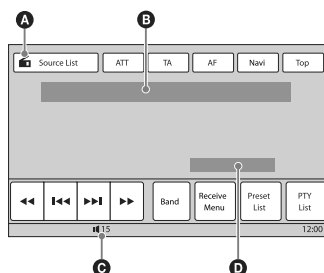 A B
Source List ATT TA AF Navi Top
Band Receive Menu Preset List PTY List
15 12:00
C D